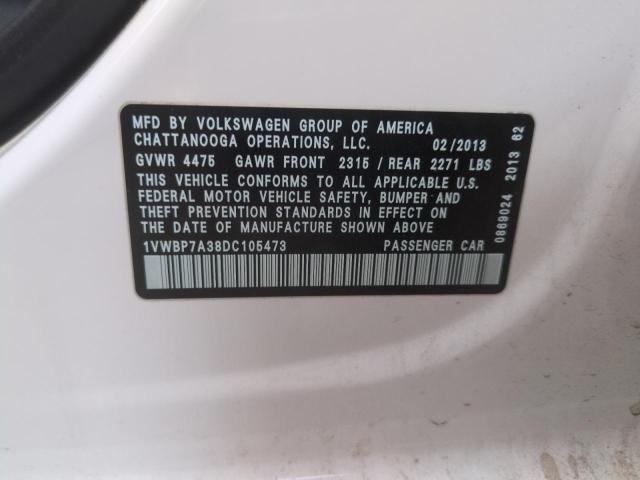 MFD BY VOLKSWAGEN GROUP OF AMERICA
CHATTANOOGA OPERATIONS, LLC. 02/2013
GVWR 4475 GAWR FRONT 2315 / REAR 2271 LBS
THIS VEHICLE CONFORMS TO ALL APPLICABLE U.S.
FEDERAL MOTOR VEHICLE SAFETY, BUMPER AND
THEFT PREVENTION STANDARDS IN EFFECT ON
THE DATE OF MANUFACTURE SHOWN ABOVE
1VWBP7A38DC105473 PASSENGER CAR
0869024 2013 62